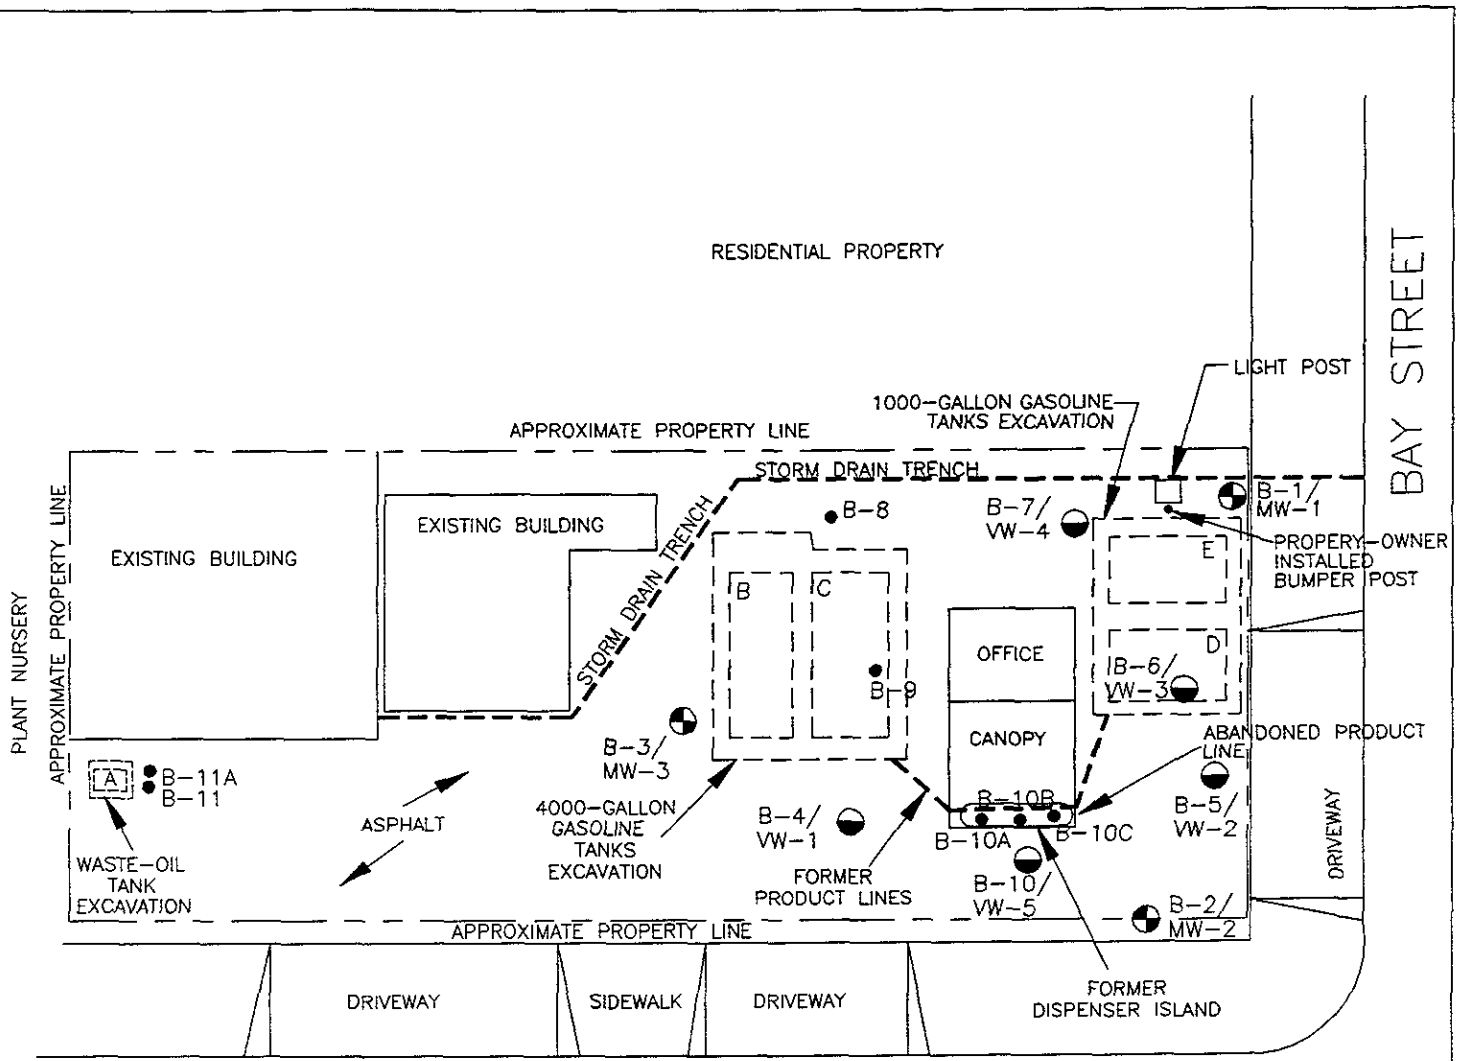 RESIDENTIAL PROPERTY
BAY STREET
LIGHT POST
1000-GALLON GASOLINE
TANKS EXCAVATION
APPROXIMATE PROPERTY LINE
STORM DRAIN TRENCH
B-1/
MW-1
B-7/
VW-4
B-8
PROPERY-OWNER
INSTALLED
BUMPER POST
EXISTING BUILDING
EXISTING BUILDING
STORM DRAIN TRENCH
PLANT NURSERY
APPROXIMATE PROPERTY LINE
B
C
E
D
OFFICE
B-6/
VW-3
B-9
CANOPY
ABANDONED PRODUCT
LINE
B-3/
MW-3
A
B-11A
B-11
ASPHALT
4000-GALLON
GASOLINE
TANKS
EXCAVATION
B-4/
VW-1
B-10B
B-10A
B-10C
B-5/
VW-2
DRIVEWAY
WASTE-OIL
TANK
EXCAVATION
FORMER
PRODUCT LINES
B-10/
VW-5
B-2/
MW-2
APPROXIMATE PROPERTY LINE
DRIVEWAY
SIDEWALK
DRIVEWAY
FORMER
DISPENSER ISLAND